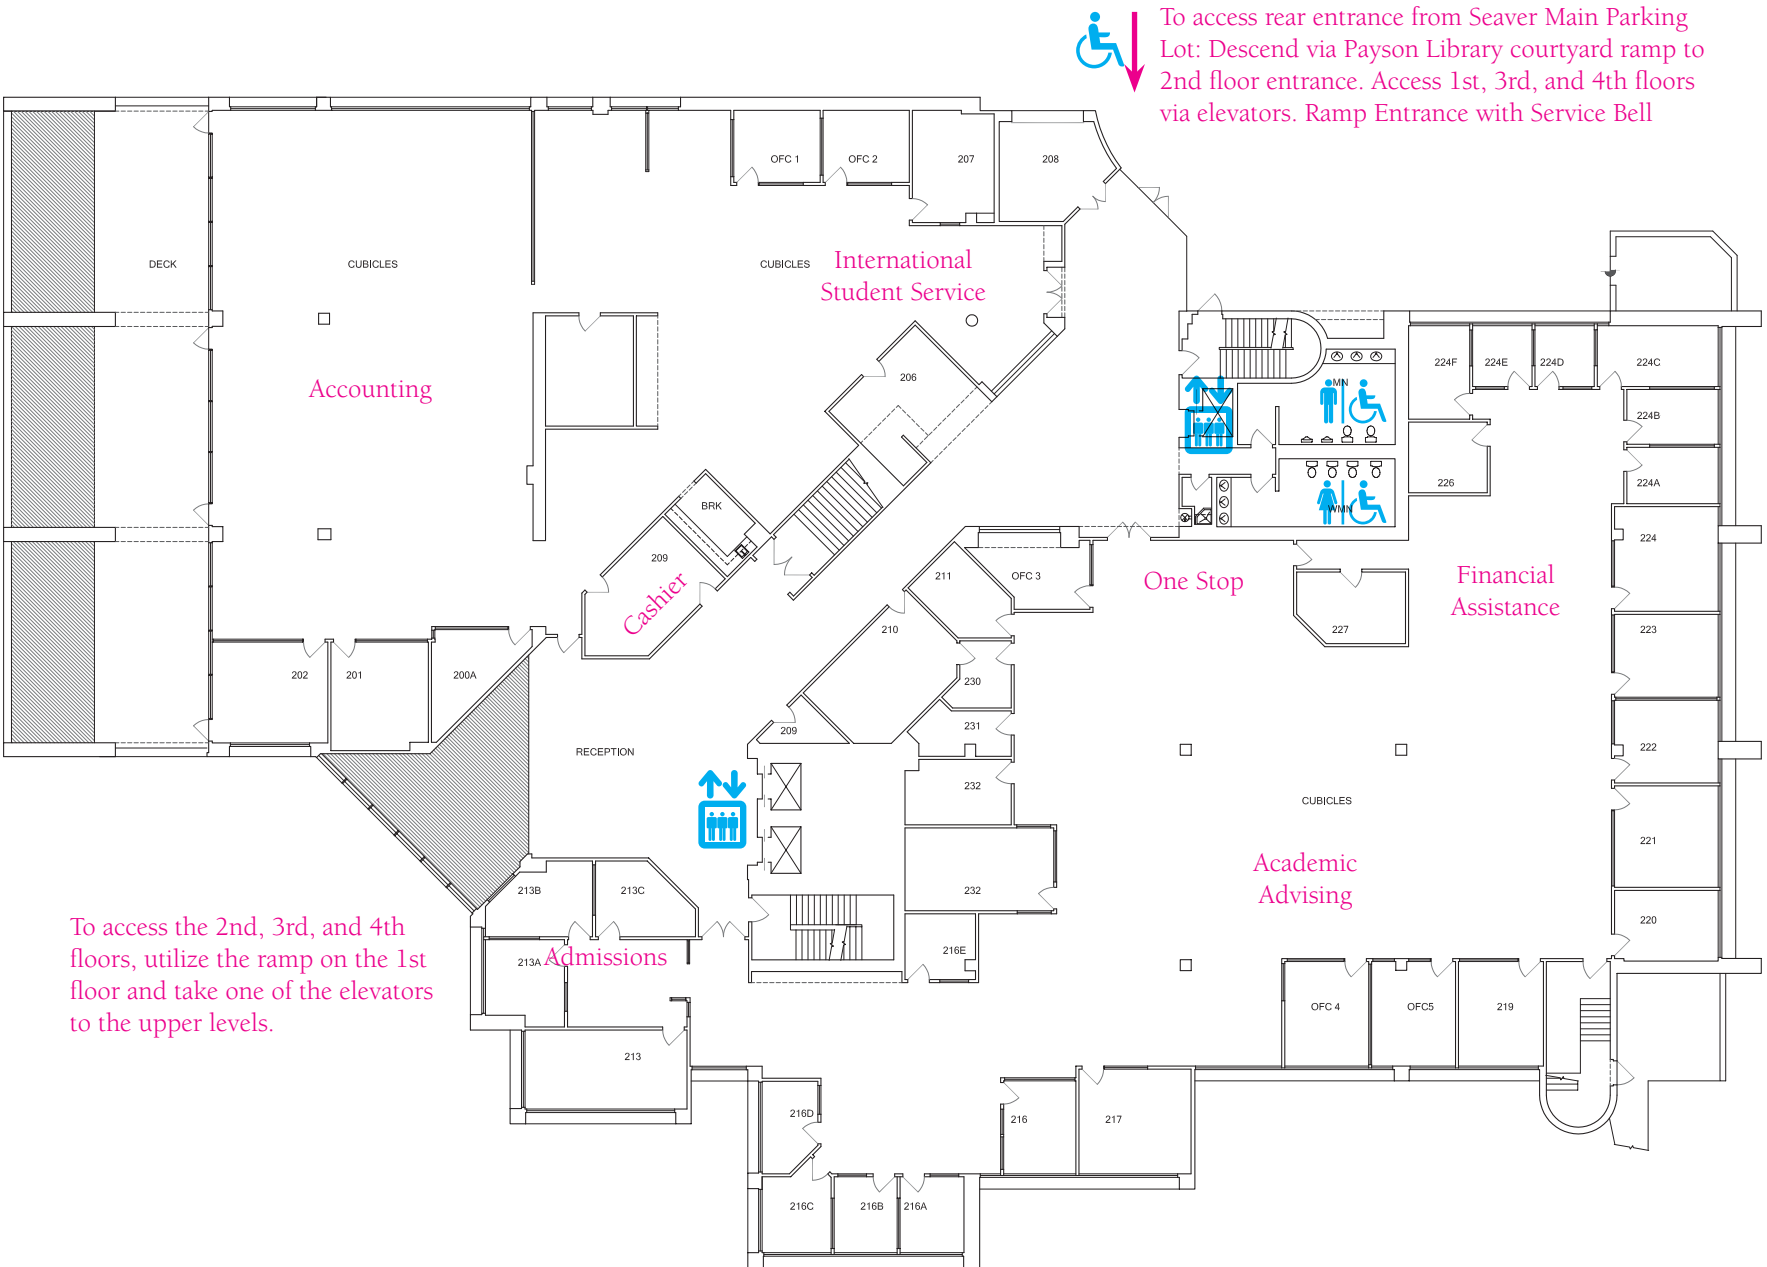 To access rear entrance from Seaver Main Parking
Lot: Descend via Payson Library courtyard ramp to
2nd floor entrance. Access 1st, 3rd, and 4th floors
via elevators. Ramp Entrance with Service Bell
OFC 1
OFC 2
207
208
DECK
CUBICLES
CUBICLES
International
Student Service
Accounting
206
MN
224F
224E
224D
224C
224B
224A
226
WMN
BRK
209
Cashier
211
OFC 3
One Stop
Financial
Assistance
224
210
227
223
202
201
200A
230
231
209
RECEPTION
222
232
CUBICLES
221
Academic
Advising
213B
213C
232
220
To access the 2nd, 3rd, and 4th
floors, utilize the ramp on the 1st
floor and take one of the elevators
to the upper levels.
213A
Admissions
216E
OFC 4
OFC5
219
213
216D
216
217
216C
216B
216A